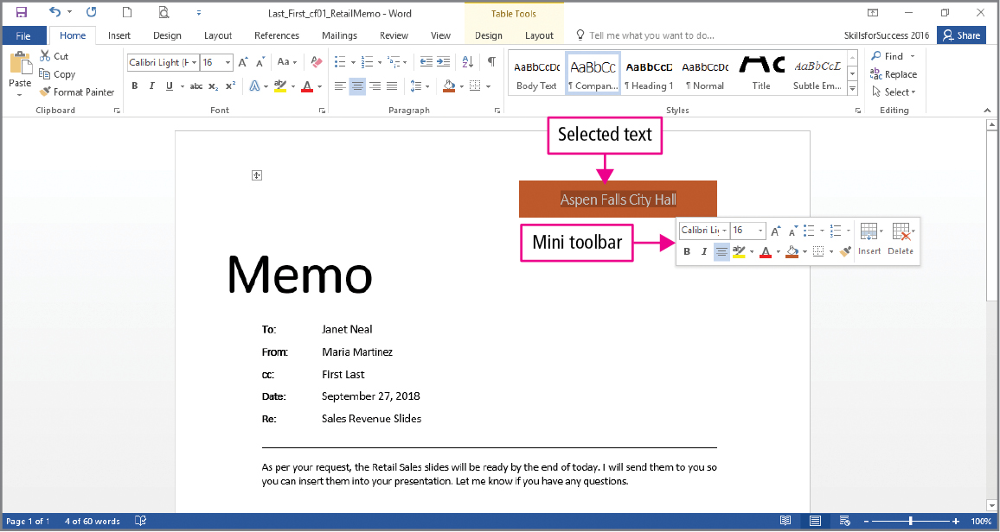 Last_First_cf01_RetailMemo - Word
Table Tools
File Home Insert Design Layout References Mailings Review View Design Layout Tell me what you want to do... SkillsforSuccess 2016 Share
Paste
Cut
Copy
Format Painter
Clipboard
Calibri Light (H 16 A A Aa
B I U abc x₂ x² A ab A
Font
Paragraph
AaBbCcDc AaBbCc AaBbCcD AaBbCcDc AaBbCcL
Body Text ¶ Compan... ¶ Heading 1 ¶ Normal Title Subtle Em...
Styles
Find
Replace
Select
Editing
Selected text
Aspen Falls City Hall
Mini toolbar
Calibri Li 16 A A
B I ab A Insert Delete
Memo
To: Janet Neal
From: Maria Martinez
cc: First Last
Date: September 27, 2018
Re: Sales Revenue Slides
As per your request, the Retail Sales slides will be ready by the end of today. I will send them to you so
you can insert them into your presentation. Let me know if you have any questions.
Page 1 of 1 4 of 60 words 100%